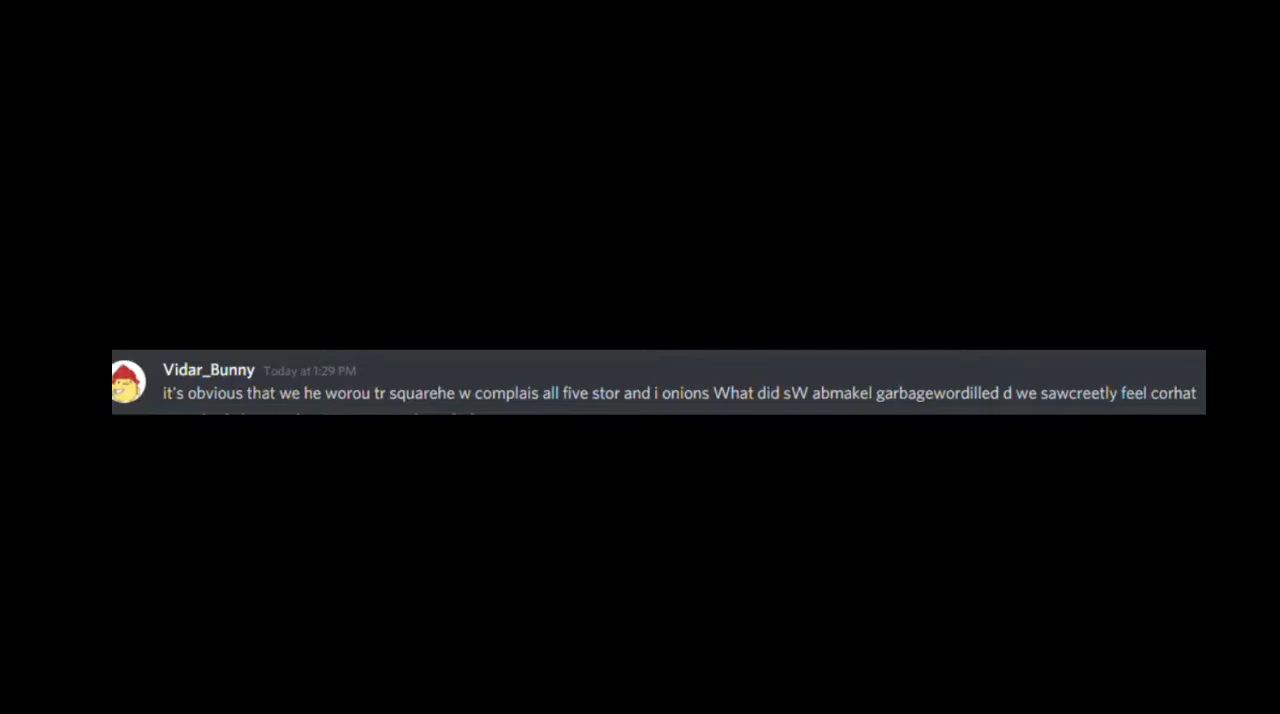 Vidar_Bunny Today at 1:29 PM
it's obvious that we he worou tr squarehe w complais all five stor and i onions What did sW abmakel garbagewordilled d we sawcreetly feel corhat